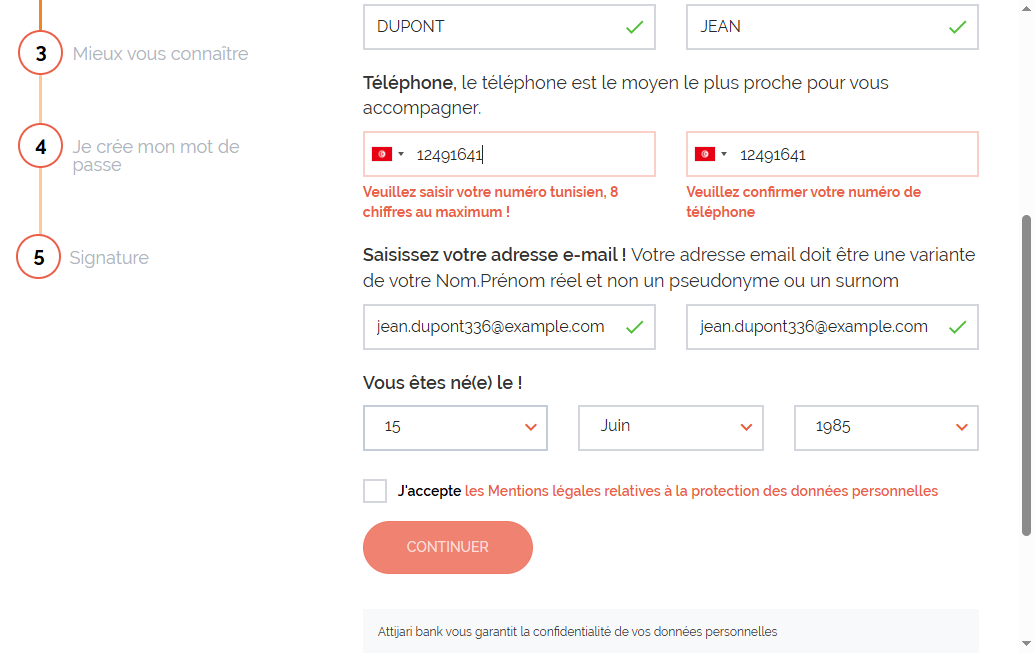 DUPONT
JEAN
3 Mieux vous connaître
Téléphone, le téléphone est le moyen le plus proche pour vous
accompagner.
4 Je crée mon mot de
passe
12491641
12491641
Veuillez saisir votre numéro tunisien, 8
chiffres au maximum !
Veuillez confirmer votre numéro de
téléphone
5 Signature
Saisissez votre adresse e-mail ! Votre adresse email doit être une variante
de votre Nom.Prénom réel et non un pseudonyme ou un surnom
jean.dupont336@example.com
jean.dupont336@example.com
Vous êtes né(e) le !
15
Juin
1985
J'accepte les Mentions légales relatives à la protection des données personnelles
CONTINUER
Attijari bank vous garantit la confidentialité de vos données personnelles